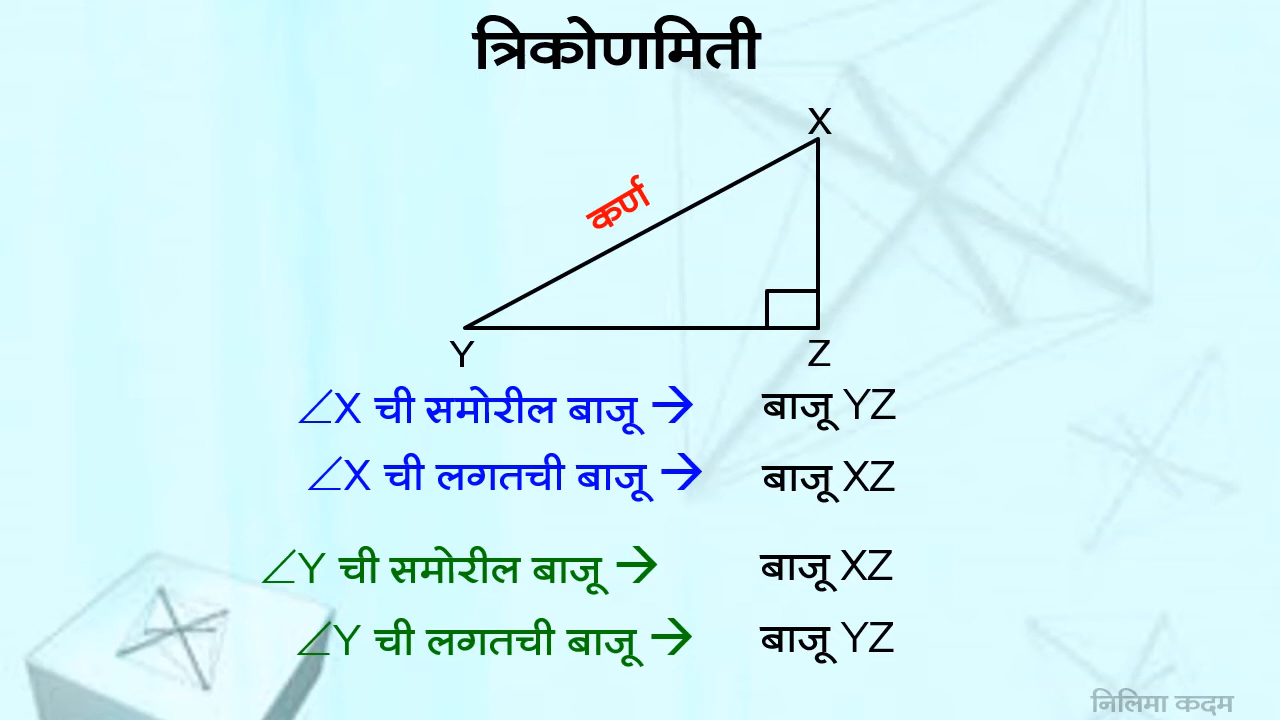 त्रिकोणमिती
X
कर्ण
Y
Z
∠X ची समोरील बाजू → बाजू YZ
∠X ची लगतची बाजू → बाजू XZ
∠Y ची समोरील बाजू → बाजू XZ
∠Y ची लगतची बाजू → बाजू YZ
निलिमा कदम